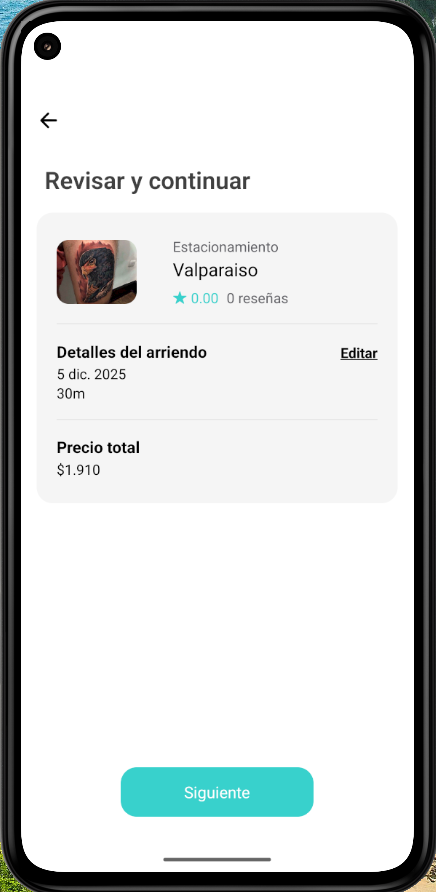 Revisar y continuar
Estacionamiento
Valparaiso
0.00 0 reseñas
Detalles del arriendo Editar
5 dic. 2025
30m
Precio total
$1.910
Siguiente